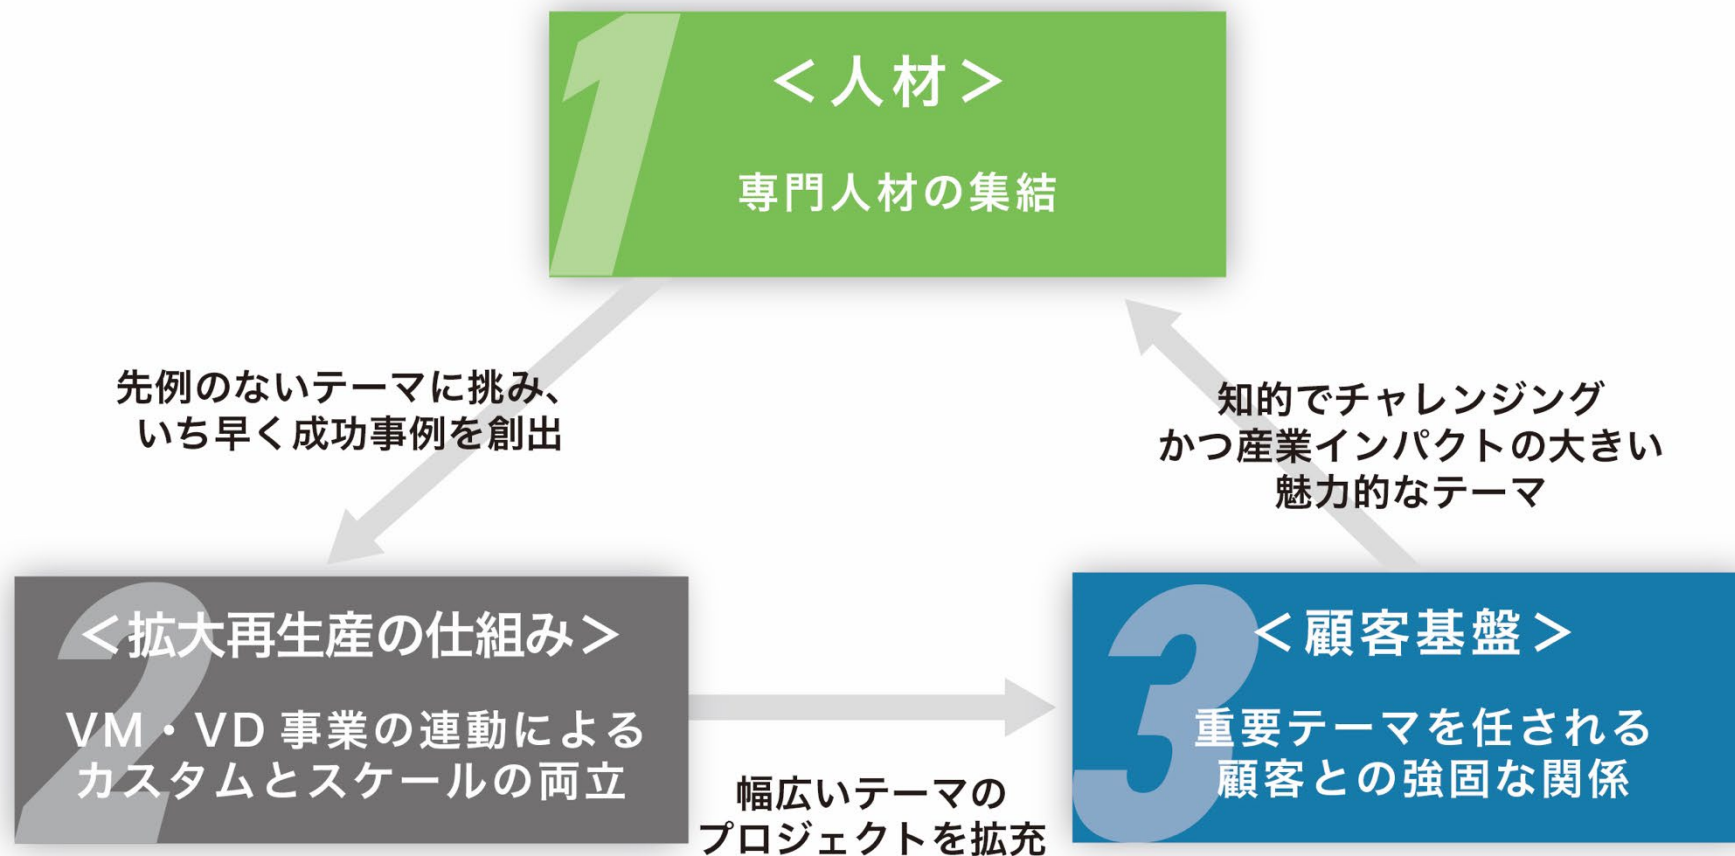 1
＜人材＞
専門人材の集結
先例のないテーマに挑み、
いち早く成功事例を創出
知的でチャレンジング
かつ産業インパクトの大きい
魅力的なテーマ
2
＜拡大再生産の仕組み＞
VM・VD 事業の連動による
カスタムとスケールの両立
幅広いテーマの
プロジェクトを拡充
3
＜顧客基盤＞
重要テーマを任される
顧客との強固な関係